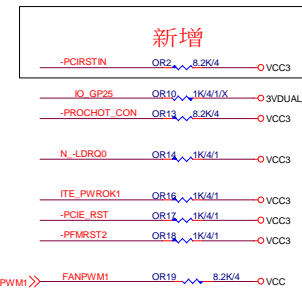 新增
-PCIRSTIN OR2 8.2K/4 VCC3
IO_GP25 OR10 1K/4/1/X 3VDUAL
-PROCHOT_CON OR13 8.2K/4 VCC3
N_-LDRQ0 OR14 1K/4/1 VCC3
ITE_PWROK1 OR16 1K/4/1 VCC3
-PCIE_RST OR17 1K/4/1 VCC3
-PFMRST2 OR18 1K/4/1 VCC3
PWM1 FANPWM1 OR19 8.2K/4 VCC